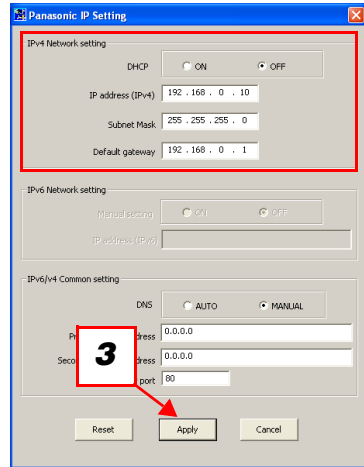 Panasonic IP Setting
IPv4 Network setting
DHCP ON OFF
IP address (IPv4) 192 . 168 . 0 . 10
Subnet Mask 255 . 255 . 255 . 0
Default gateway 192 . 168 . 0 . 1
IPv6 Network setting
Manual setting ON OFF
IP address (IPv6)
IPv6/v4 Common setting
DNS AUTO MANUAL
0.0.0.0
0.0.0.0
port 80
3
Reset Apply Cancel